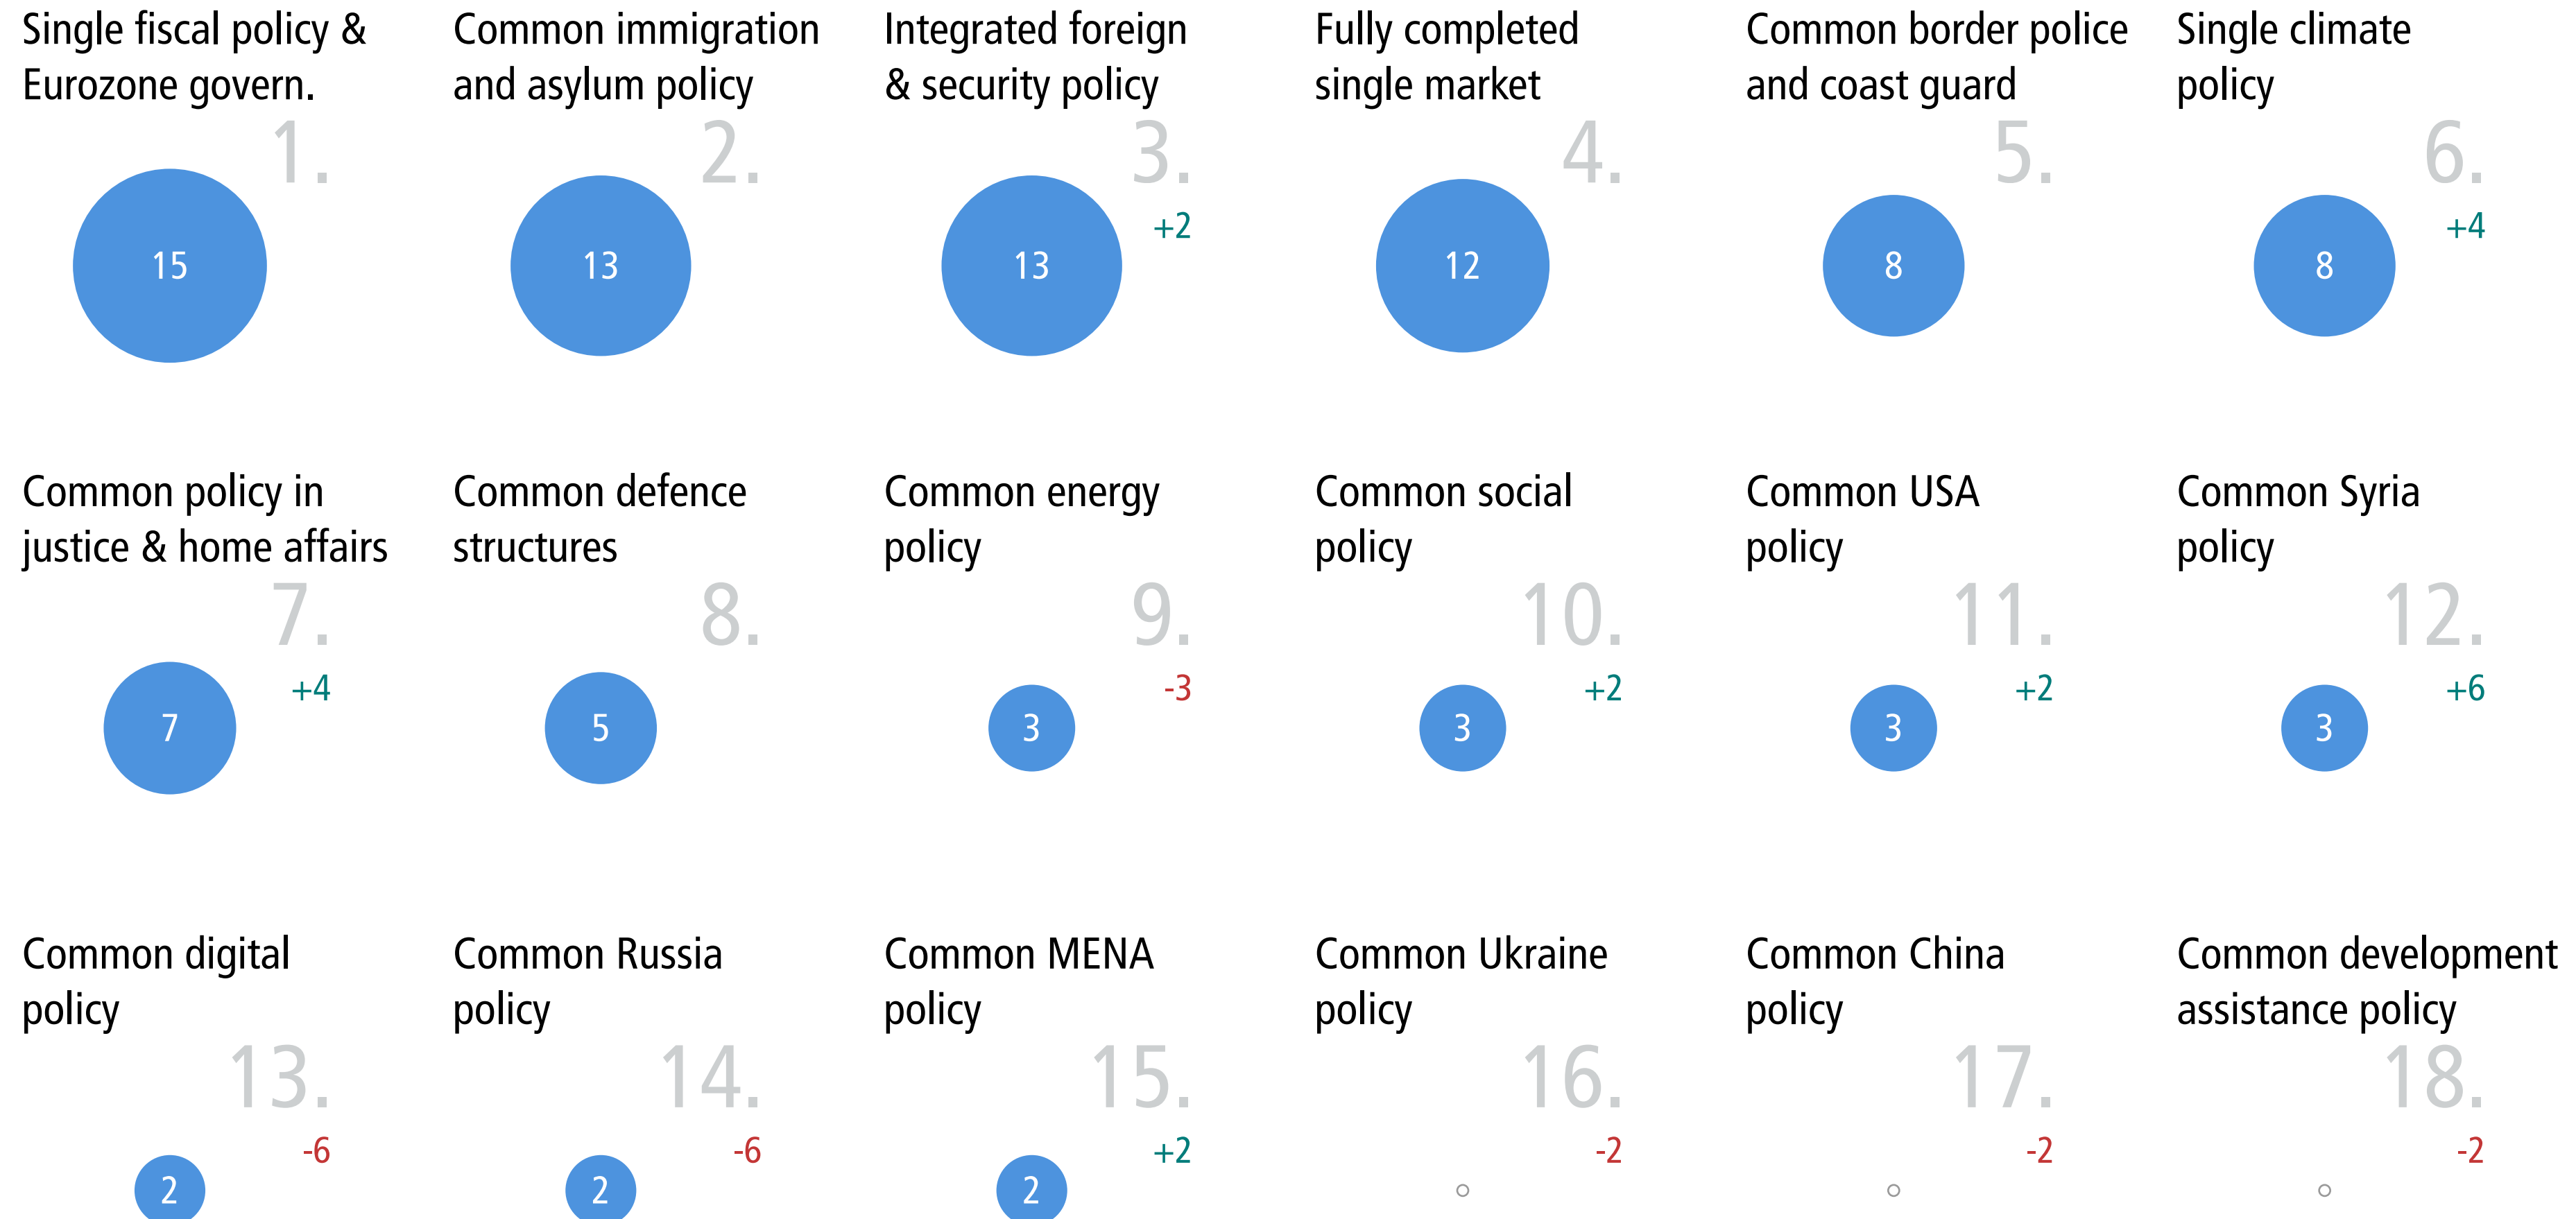 Single fiscal policy &
Eurozone govern.
1.
15
Common immigration
and asylum policy
2.
13
Integrated foreign
& security policy
3.
+2
13
Fully completed
single market
4.
12
Common border police
and coast guard
5.
8
Single climate
policy
6.
+4
8
Common policy in
justice & home affairs
7.
+4
7
Common defence
structures
8.
5
Common energy
policy
9.
-3
3
Common social
policy
10.
+2
3
Common USA
policy
11.
+2
3
Common Syria
policy
12.
+6
3
Common digital
policy
13.
-6
2
Common Russia
policy
14.
-6
2
Common MENA
policy
15.
+2
2
Common Ukraine
policy
16.
-2
Common China
policy
17.
-2
Common development
assistance policy
18.
-2